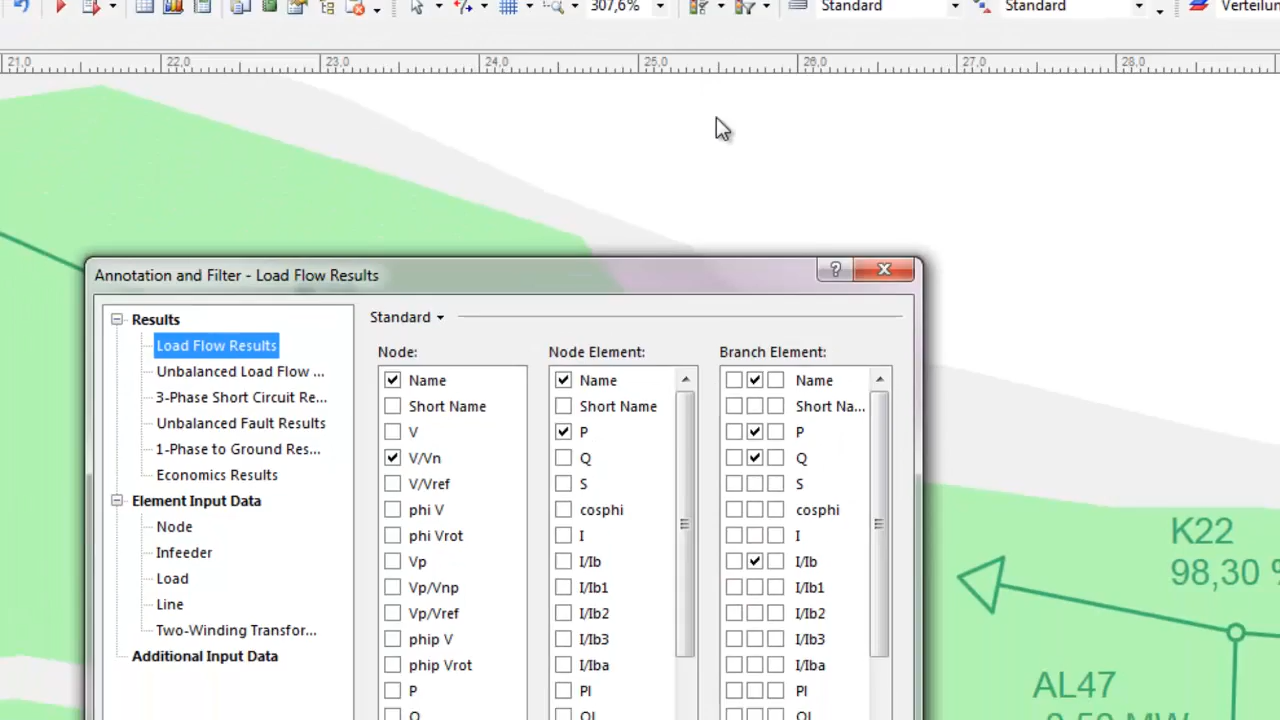 307,6%
Standard
Standard
Verteilun
21,0 22,0 23,0 24,0 25,0 26,0 27,0 28,0
Annotation and Filter - Load Flow Results
Results
Load Flow Results
Unbalanced Load Flow ...
3-Phase Short Circuit Re...
Unbalanced Fault Results
1-Phase to Ground Res...
Economics Results
Element Input Data
Node
Infeeder
Load
Line
Two-Winding Transfor...
Additional Input Data
Standard
Node:
Name
Short Name
V
V/Vn
V/Vref
phi V
phi Vrot
Vp
Vp/Vnp
Vp/Vref
phip V
phip Vrot
P
Q
Node Element:
Name
Short Name
P
Q
S
cosphi
I
I/Ib
I/Ib1
I/Ib2
I/Ib3
I/Iba
Pl
Ql
Branch Element:
Name
Short Na...
P
Q
S
cosphi
I
I/Ib
I/Ib1
I/Ib2
I/Ib3
I/Iba
Pl
Ql
K22
98,30 %
AL47
MW